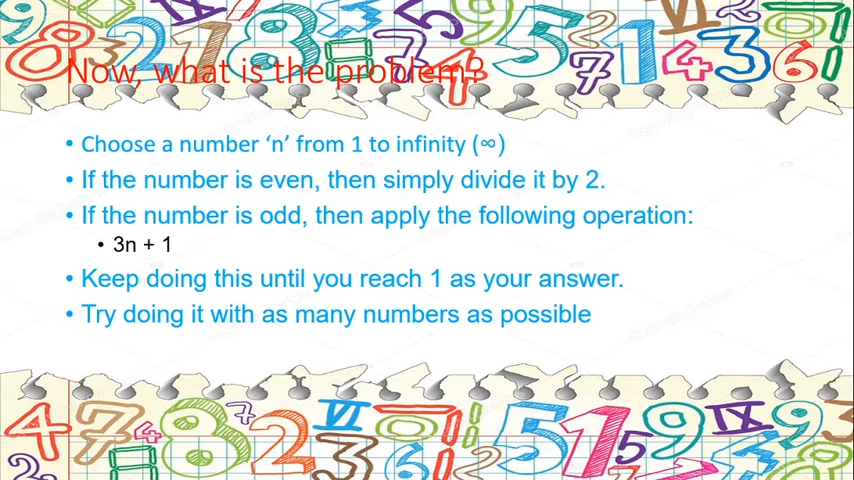 Now, what is the problem?
• Choose a number ‘n’ from 1 to infinity (∞)
• If the number is even, then simply divide it by 2.
• If the number is odd, then apply the following operation:
• 3n + 1
• Keep doing this until you reach 1 as your answer.
• Try doing it with as many numbers as possible